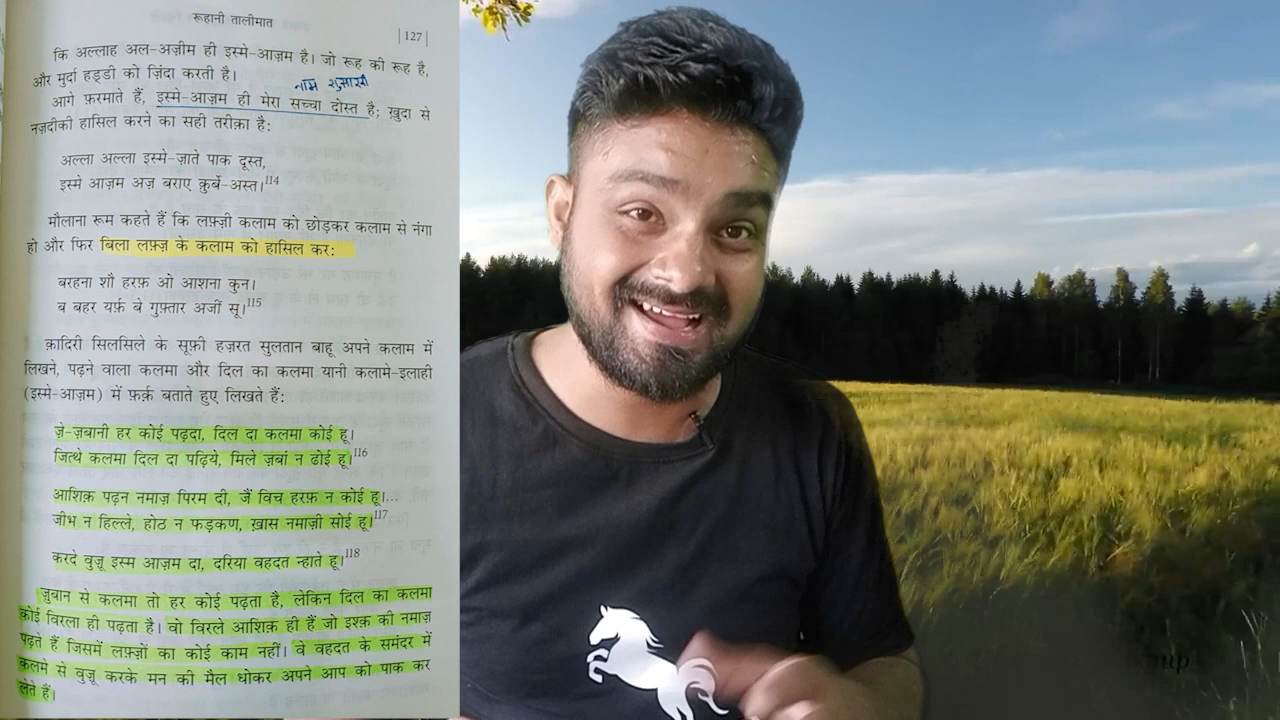 रूहानी तालीमात
|127|
कि अल्लाह अल-अज़ीम ही इस्मे-आज़म है। जो रूह की रूह है,
और मुर्दा हड्डी को ज़िंदा करती है।
नाम
आगे फ़रमाते हैं, इस्मे-आज़म ही मेरा सच्चा दोस्त है; ख़ुदा से
नज़दीकी हासिल करने का सही तरीक़ा है:
अल्ला अल्ला इस्मे-ज़ाते पाक दूस्त,
इस्मे आज़म अज़ बराए क़ुर्बे-अस्त।114
मौलाना रूम कहते हैं कि लफ़्ज़ी कलाम को छोड़कर कलाम से नंगा
हो और फिर बिला लफ़्ज़ के कलाम को हासिल कर:
बरहना शौ हरफ़ ओ आशना कुन।
ब बहर यर्फ़ बे गुफ़्तार अजीं सू।115
क़ादिरी सिलसिले के सूफ़ी हज़रत सुलतान बाहू अपने कलाम में
लिखने, पढ़ने वाला कलमा और दिल का कलमा यानी कलामे-इलाही
(इस्मे-आज़म) में फ़र्क़ बताते हुए लिखते हैं:
ज़े-ज़बानी हर कोई पढ़दा, दिल दा कलमा कोई हू।
जित्थे कलमा दिल दा पढ़िये, मिले ज़बां न ढोई हू।116
आशिक़ पढ़न नमाज़ पिरम दी, जैं विच हरफ़ न कोई हू।...
जीभ न हिल्ले, होठ न फड़कण, ख़ास नमाज़ी सोई हू।117
करदे वुज़ू इस्म आज़म दा, दरिया वहदत न्हाते हू।118
ज़ुबान से कलमा तो हर कोई पढ़ता है, लेकिन दिल का कलमा
कोई विरला ही पढ़ता है। वो विरले आशिक़ ही हैं जो इश्क़ की नमाज़
पढ़ते हैं जिसमें लफ़्ज़ों का कोई काम नहीं। वे वहदत के समंदर में
कलमे से वुज़ू करके मन की मैल धोकर अपने आप को पाक कर
लेते हैं।